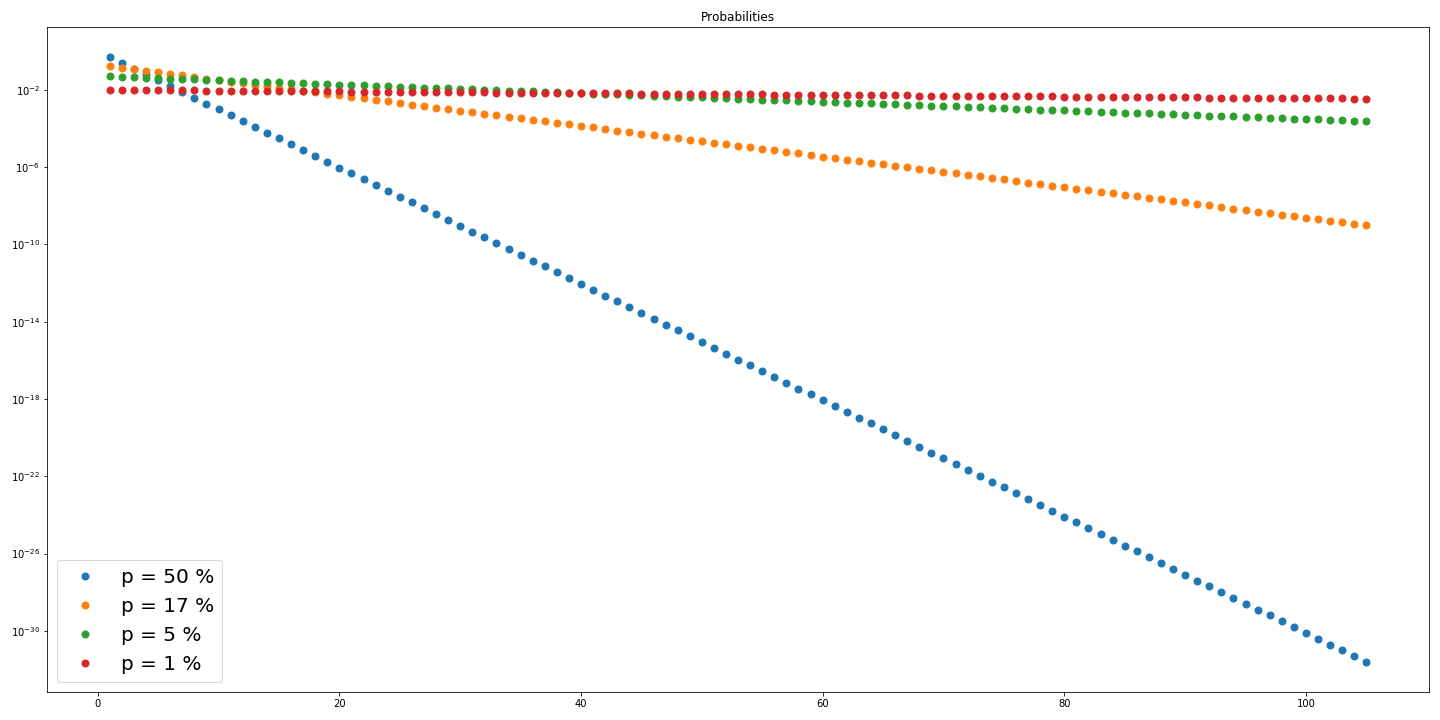 Probabilities
10⁻²
10⁻⁶
10⁻¹⁰
10⁻¹⁴
10⁻¹⁸
10⁻²²
10⁻²⁶
10⁻³⁰
p = 50 %
p = 17 %
p = 5 %
p = 1 %
0 20 40 60 80 100